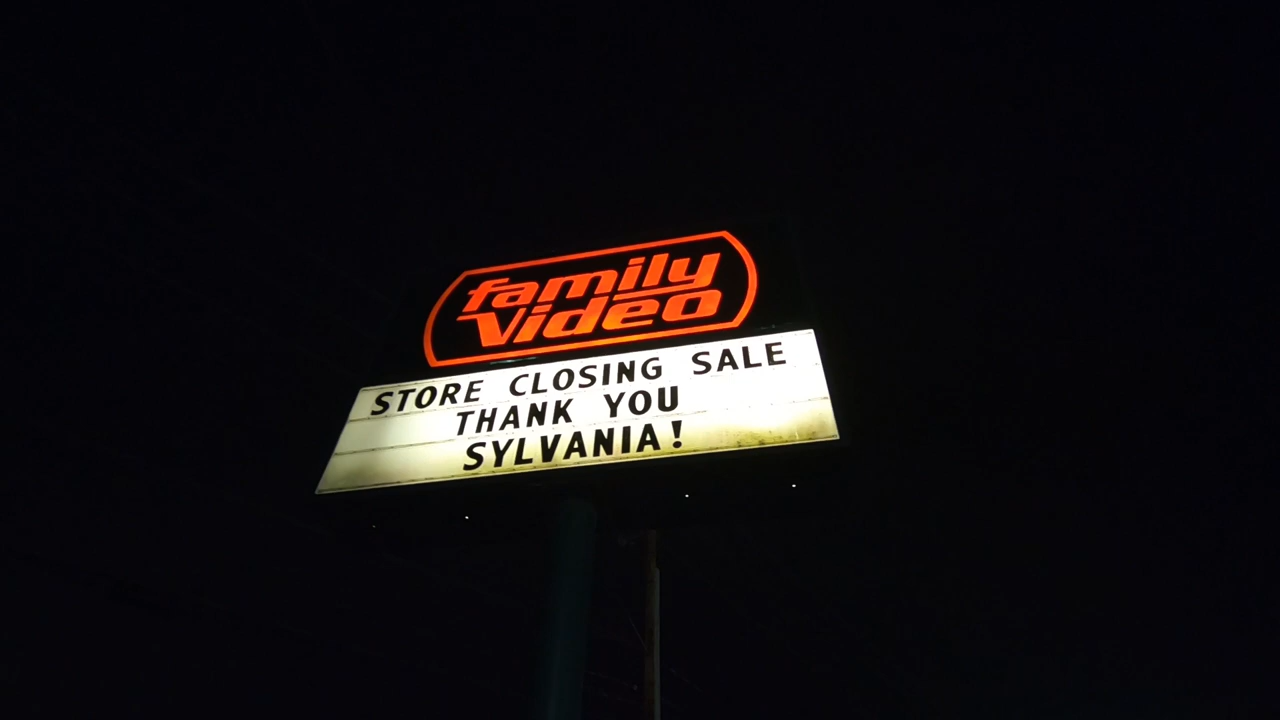 family
Video
STORE CLOSING SALE
THANK YOU
SYLVANIA!